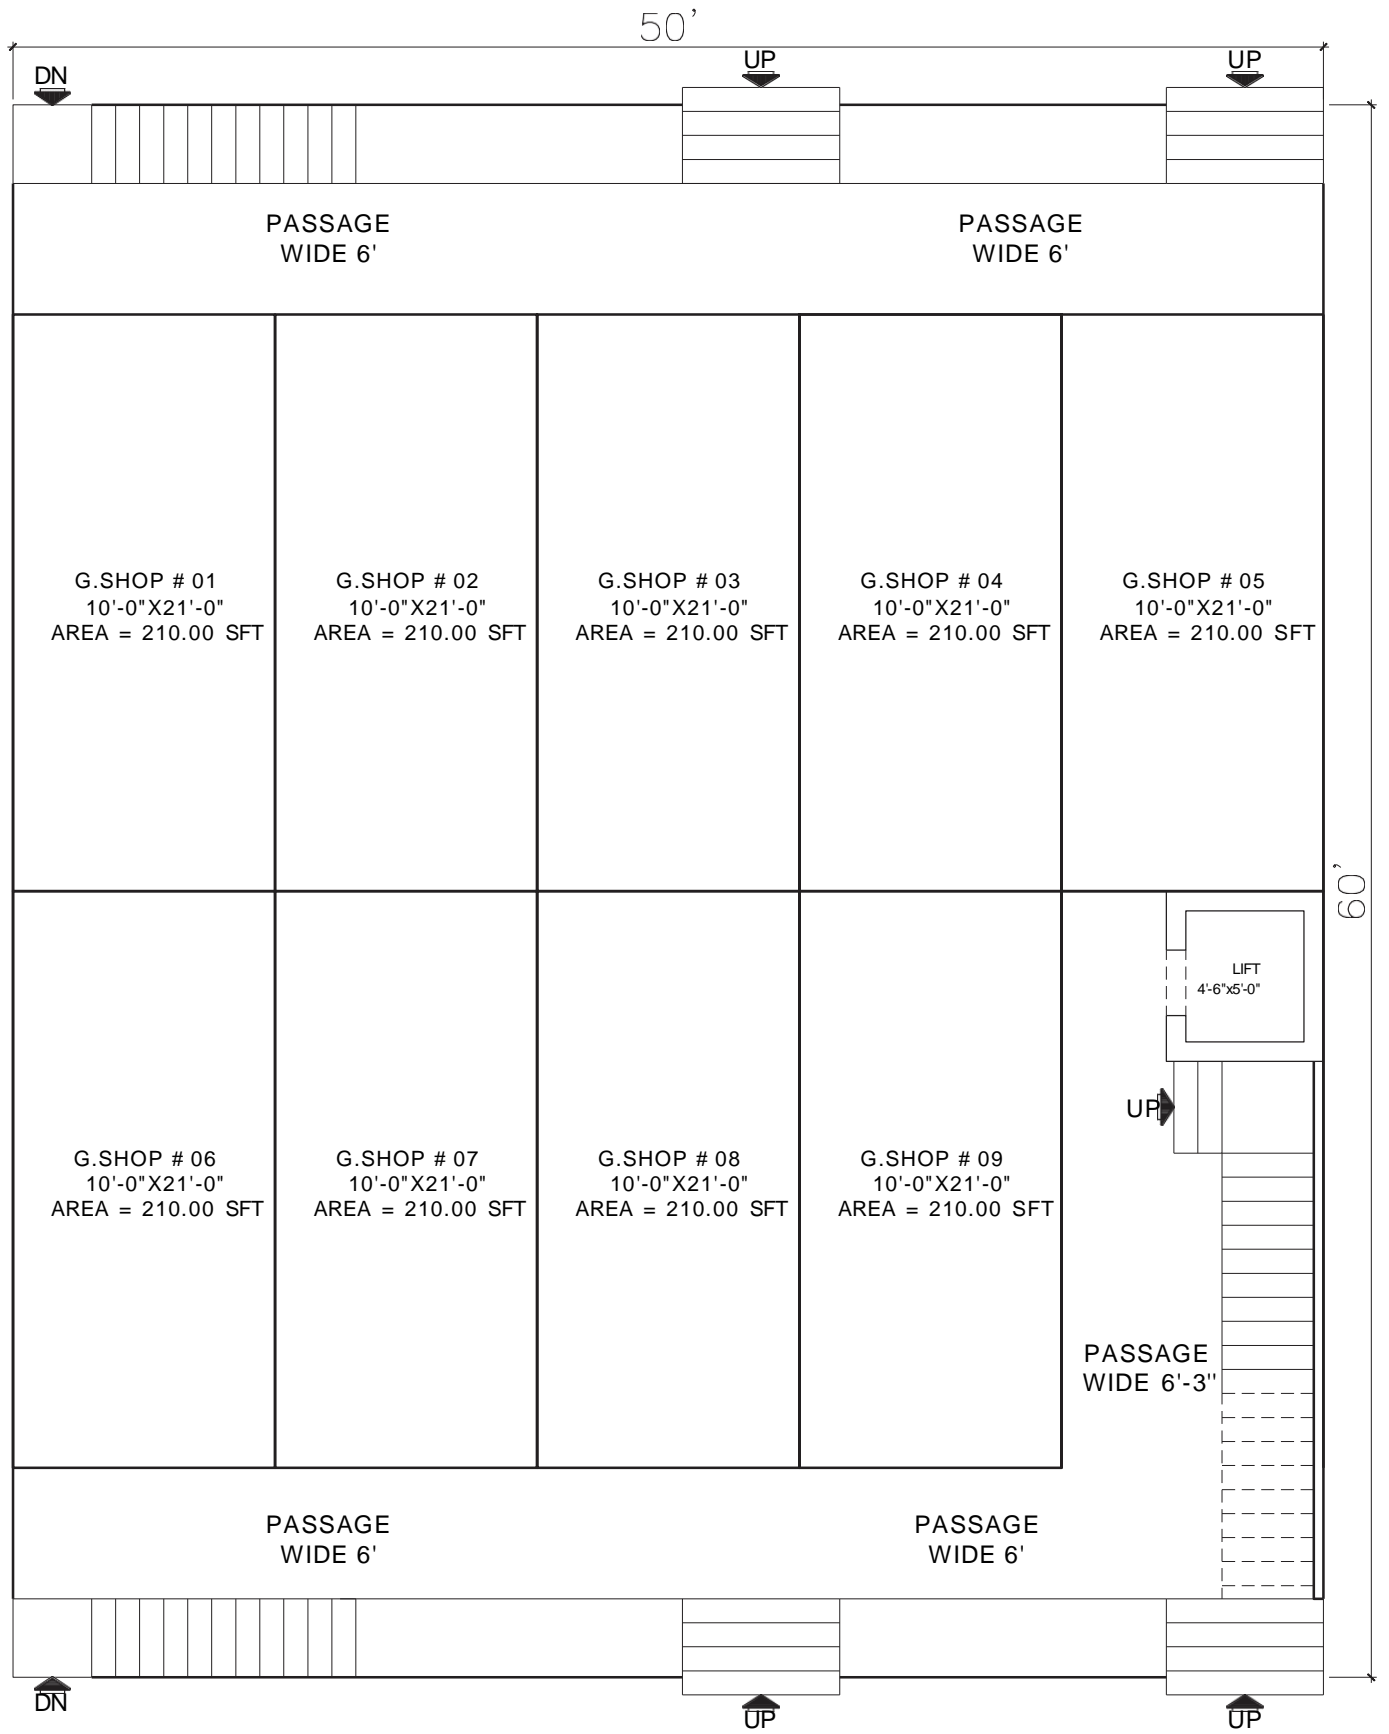 50'
DN
UP
UP
PASSAGE
WIDE 6'
PASSAGE
WIDE 6'
G.SHOP # 01
10'-0"X21'-0"
AREA = 210.00 SFT
G.SHOP # 02
10'-0"X21'-0"
AREA = 210.00 SFT
G.SHOP # 03
10'-0"X21'-0"
AREA = 210.00 SFT
G.SHOP # 04
10'-0"X21'-0"
AREA = 210.00 SFT
G.SHOP # 05
10'-0"X21'-0"
AREA = 210.00 SFT
60'
LIFT
4'-6"x5'-0"
UP
G.SHOP # 06
10'-0"X21'-0"
AREA = 210.00 SFT
G.SHOP # 07
10'-0"X21'-0"
AREA = 210.00 SFT
G.SHOP # 08
10'-0"X21'-0"
AREA = 210.00 SFT
G.SHOP # 09
10'-0"X21'-0"
AREA = 210.00 SFT
PASSAGE
WIDE 6'-3"
PASSAGE
WIDE 6'
PASSAGE
WIDE 6'
DN
UP
UP